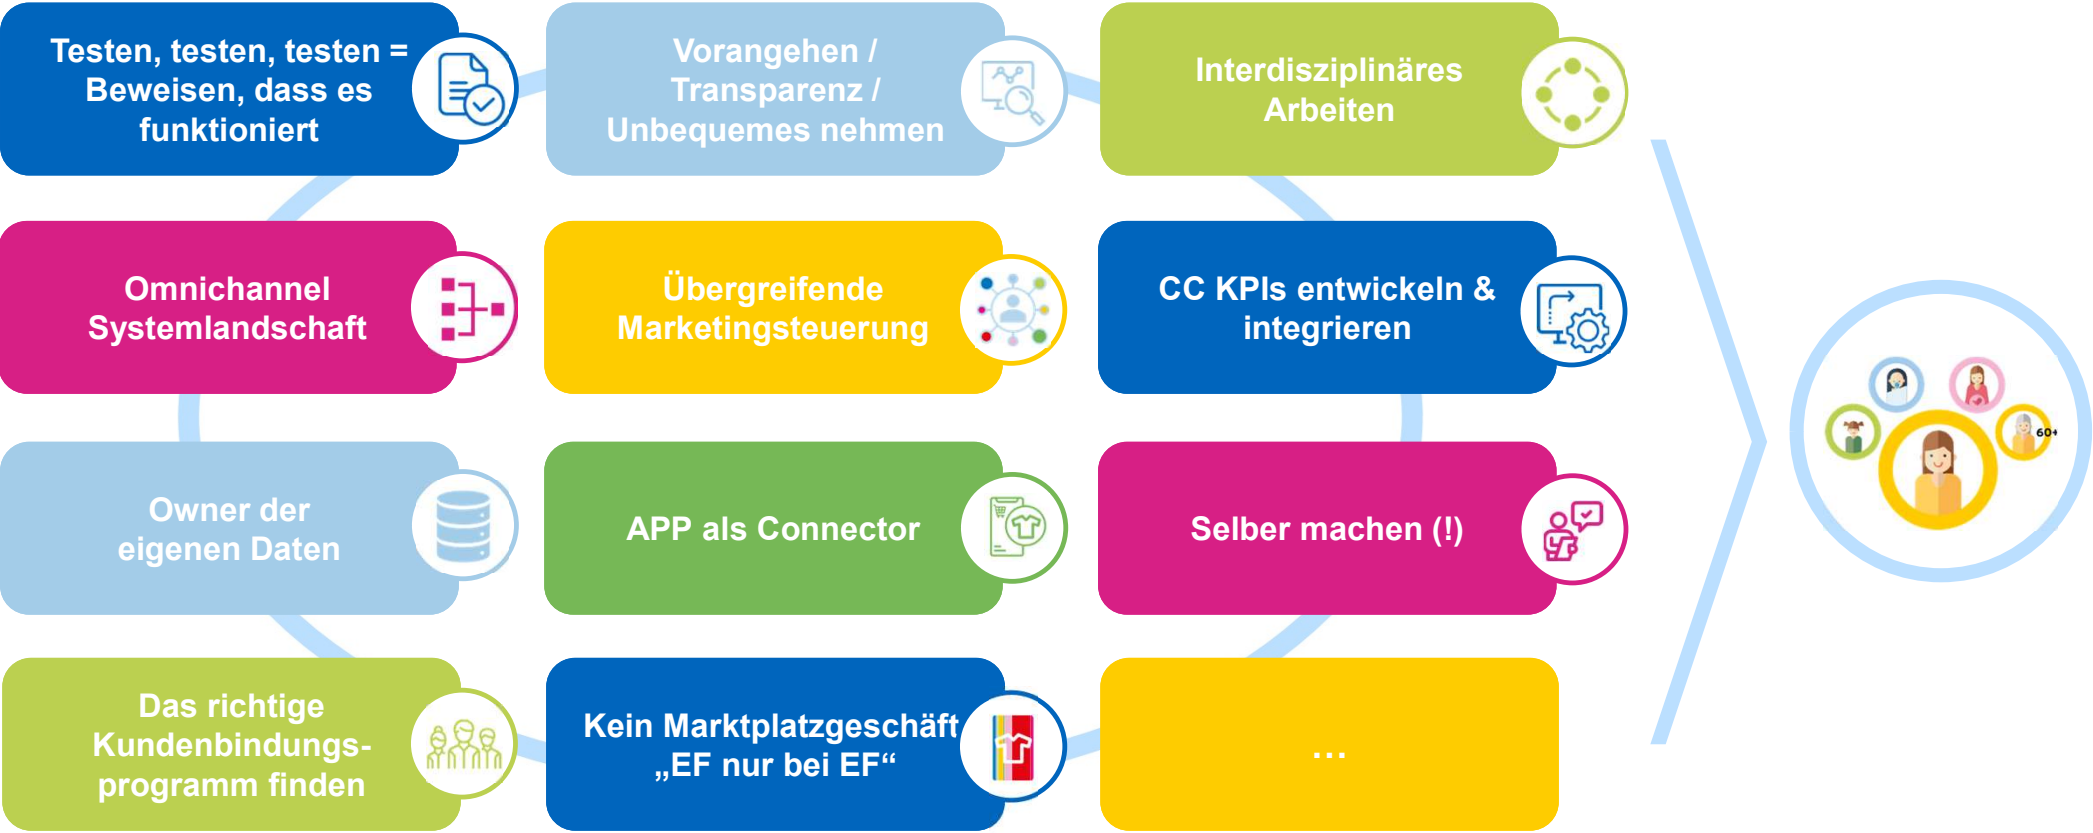 Testen, testen, testen =
Beweisen, dass es
funktioniert
Vorangehen /
Transparenz /
Unbequemes nehmen
Interdisziplinäres
Arbeiten
Omnichannel
Systemlandschaft
Übergreifende
Marketingsteuerung
CC KPIs entwickeln &
integrieren
Owner der
eigenen Daten
APP als Connector
Selber machen (!)
60+
Das richtige
Kundenbindungs-
programm finden
Kein Marktplatzgeschäft
„EF nur bei EF“
…